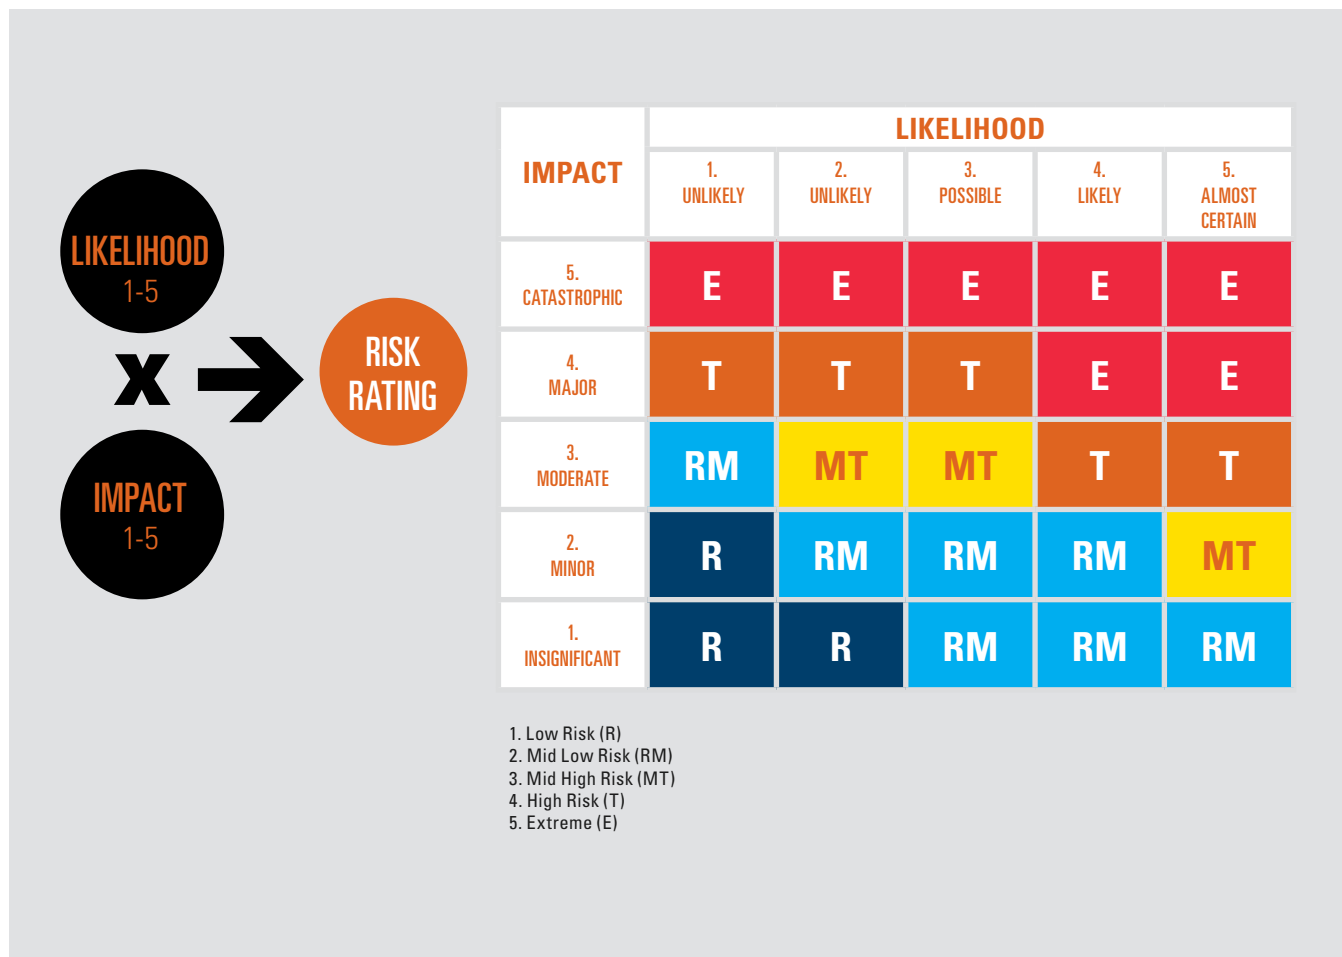 LIKELIHOOD
1-5
X
IMPACT
1-5
RISK
RATING
IMPACT
LIKELIHOOD
1.
UNLIKELY
2.
UNLIKELY
3.
POSSIBLE
4.
LIKELY
5.
ALMOST
CERTAIN
5.
CATASTROPHIC
E E E E E
4.
MAJOR
T T T E E
3.
MODERATE
RM MT MT T T
2.
MINOR
R RM RM RM MT
1.
INSIGNIFICANT
R R RM RM RM
1. Low Risk (R)
2. Mid Low Risk (RM)
3. Mid High Risk (MT)
4. High Risk (T)
5. Extreme (E)